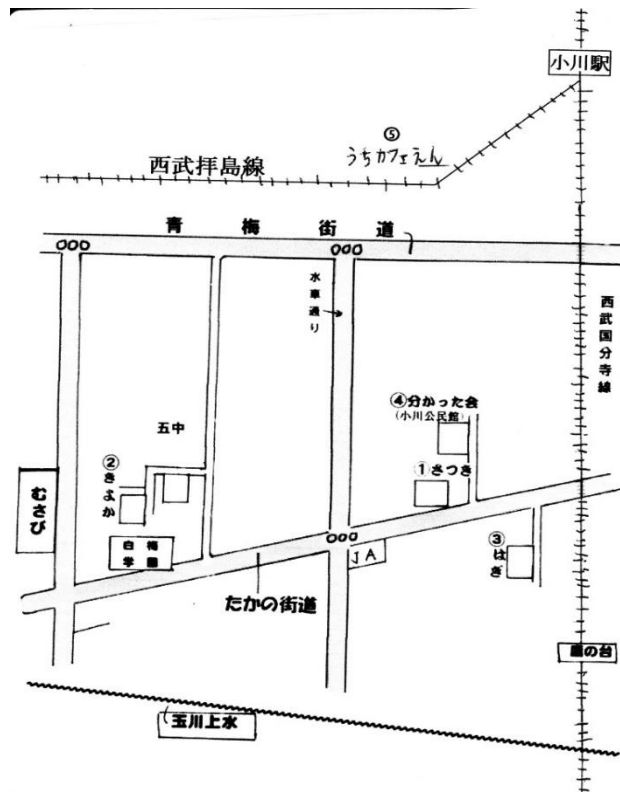 小川駅
⑤
うちカフェえん
西武拝島線
青梅街道
水車通り
西武国分寺線
④分かった会
(小川公民館)
五中
②きよか
①さつき
むさび
白梅
学園
JA
③はぎ
たかの街道
鷹の台
玉川上水